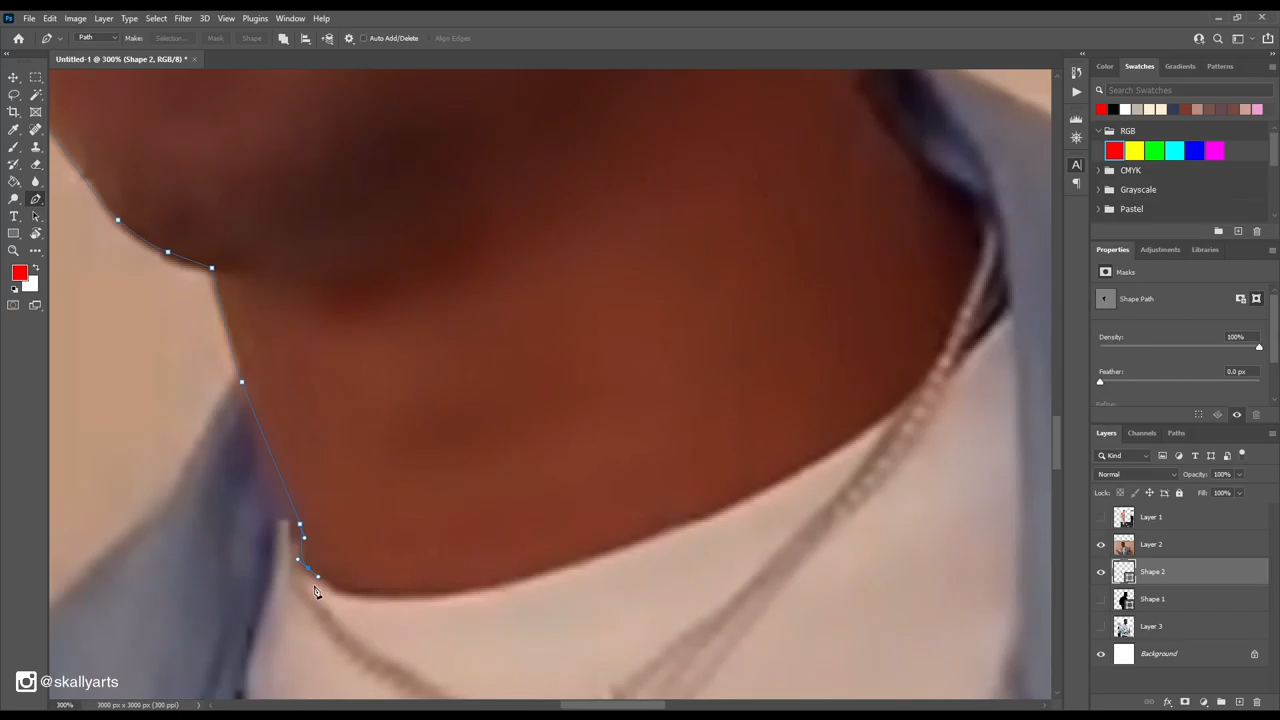 Ps File Edit Image Layer Type Select Filter 3D View Plugins Window Help
Path Make: Selection... Mask Shape Auto Add/Delete Align Edges
Untitled-1 @ 300% (Shape 2, RGB/8) *
Color Swatches Gradients Patterns
Search Swatches
RGB
CMYK
Grayscale
Pastel
Properties Adjustments Libraries
Masks
Shape Path
Density: 100%
Feather: 0.0 px
Refine:
Layers Channels Paths
Kind
Normal Opacity: 100%
Lock: Fill: 100%
Layer 1
Layer 2
Shape 2
Shape 1
Layer 3
Background
@skallyarts
300% 3000 px x 3000 px (300 ppi)